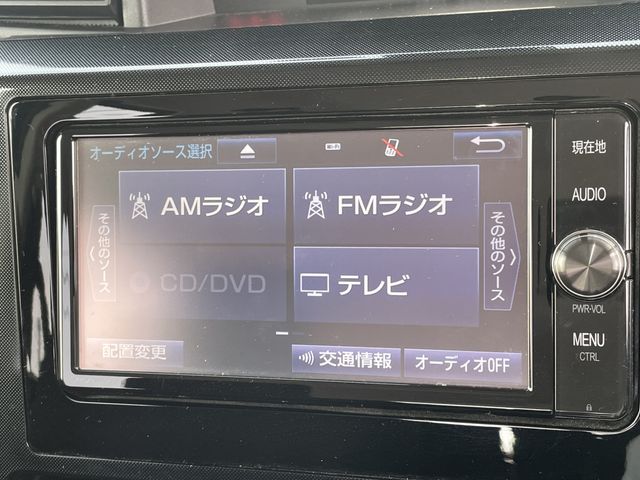 オーディオソース選択
Wi-Fi
現在地
AMラジオ
FMラジオ
AUDIO
その他のソース
その他のソース
CD/DVD
テレビ
PWR·VOL
MENU
CTRL
配置変更
交通情報
オーディオOFF